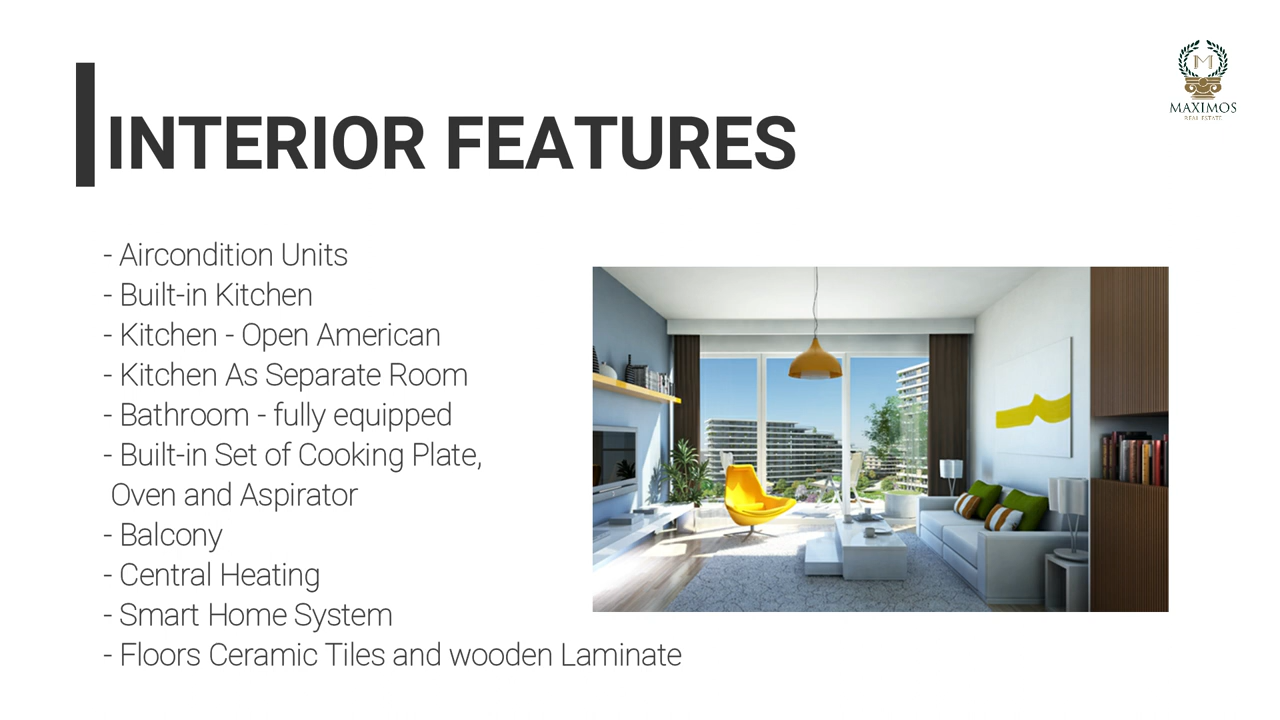 MAXIMOS
REAL ESTATE
INTERIOR FEATURES
- Aircondition Units
- Built-in Kitchen
- Kitchen - Open American
- Kitchen As Separate Room
- Bathroom - fully equipped
- Built-in Set of Cooking Plate,
Oven and Aspirator
- Balcony
- Central Heating
- Smart Home System
- Floors Ceramic Tiles and wooden Laminate